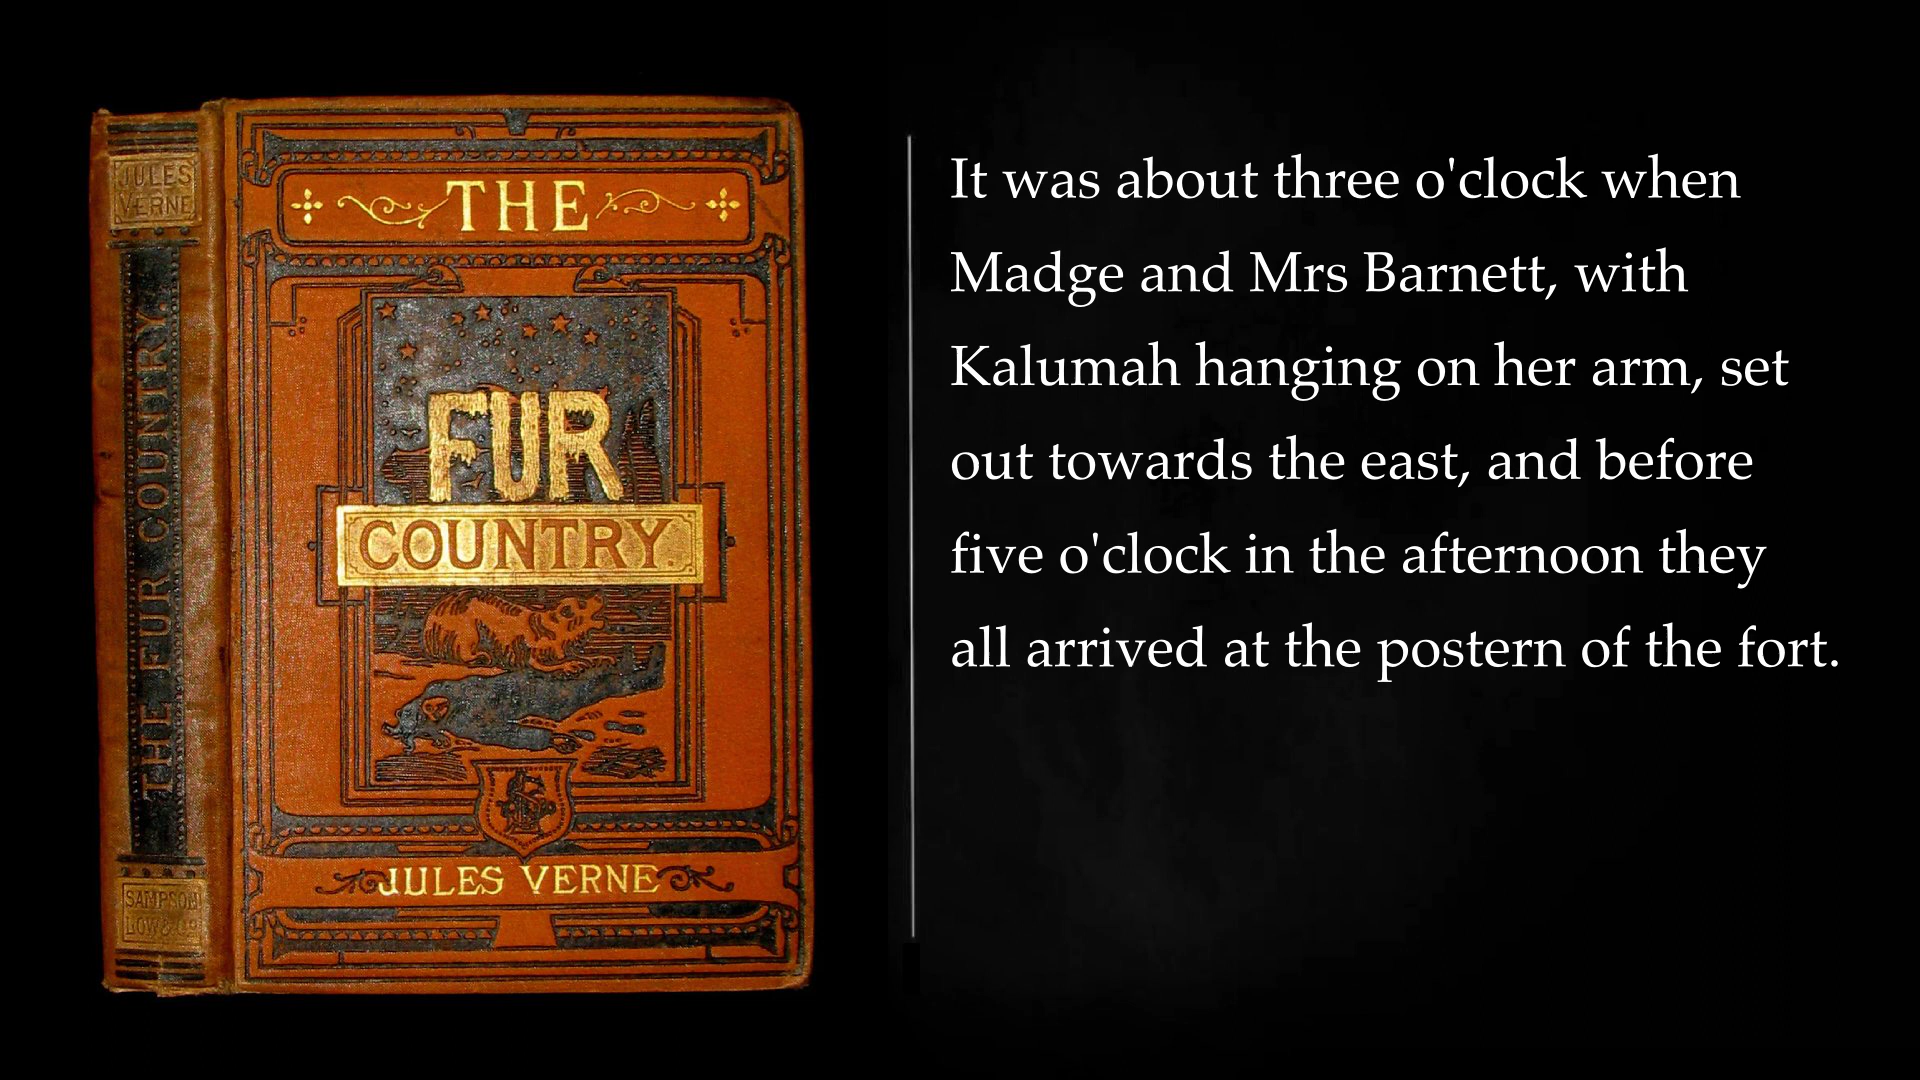 JULES
VERNE
THE FUR COUNTRY.
SAMPSON
LOW & Co
THE
FUR
COUNTRY.
JULES VERNE
It was about three o'clock when
Madge and Mrs Barnett, with
Kalumah hanging on her arm, set
out towards the east, and before
five o'clock in the afternoon they
all arrived at the postern of the fort.